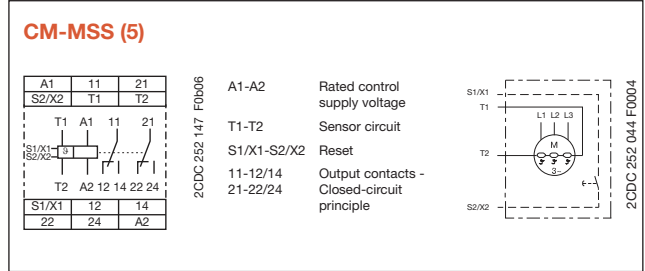 CM-MSS (5)
A1 11 21
S2/X2 T1 T2
T1 A1 11 21
S1/X1
S2/X2
ϑ
T2 A2 12 14 22 24
S1/X1 12 14
22 24 A2
2CDC 252 147 F0b06
A1-A2 Rated control
supply voltage
T1-T2 Sensor circuit
S1/X1-S2/X2 Reset
11-12/14 Output contacts -
21-22/24 Closed-circuit
principle
S1/X1
T1
L1 L2 L3
M
T2
3~
S2/X2
2CDC 252 044 F0004